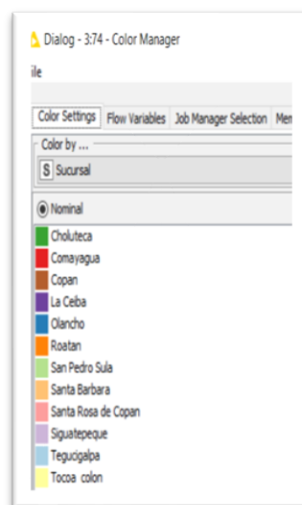 Dialog - 3:74 - Color Manager
ile
Color Settings Flow Variables Job Manager Selection Mer
Color by ...
S Sucursal
Nominal
Choluteca
Comayagua
Copan
La Ceiba
Olancho
Roatan
San Pedro Sula
Santa Barbara
Santa Rosa de Copan
Siguatepeque
Tegucigalpa
Tocoa colon